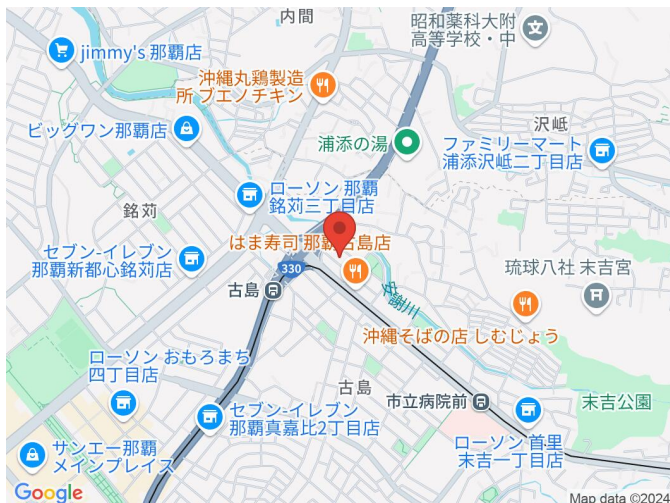 内間
昭和薬科大附
高等学校・中
jimmy's 那覇店
沖縄丸鶏製造
所 ブエノチキン
沢岻
ビッグワン那覇店
浦添の湯
ファミリーマート
浦添沢岻二丁目店
ローソン 那覇
銘苅三丁目店
銘苅
はま寿司 那覇古島店
セブン-イレブン
那覇新都心銘苅店
330
古島
安謝川
琉球八社 末吉宮
沖縄そばの店 しむじょう
ローソン おもろまち
四丁目店
古島
市立病院前
末吉公園
セブン-イレブン
那覇真嘉比2丁目店
ローソン 首里
末吉一丁目店
サンエー那覇
メインプレイス
Google
Map data ©2024